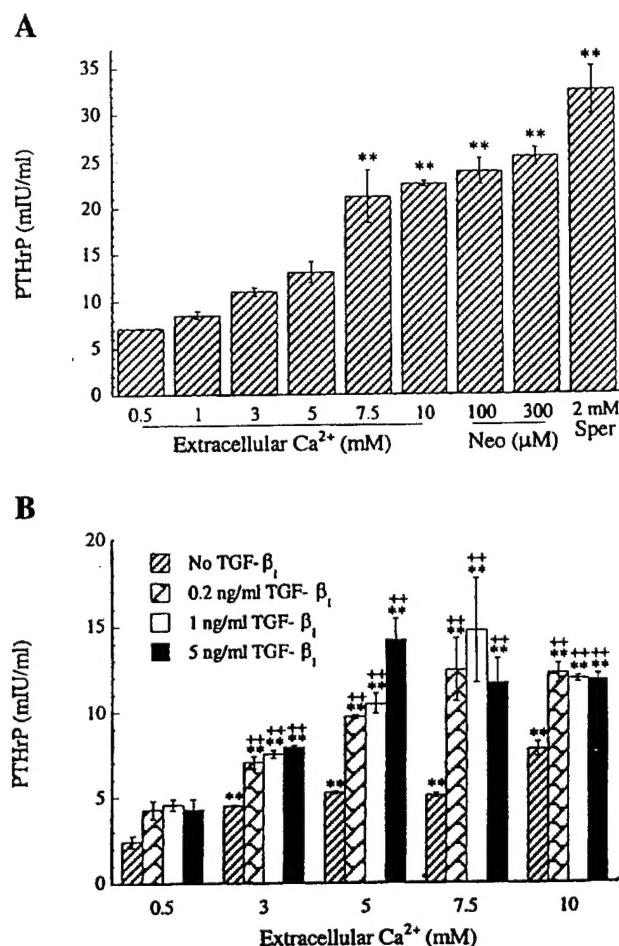 A
PTHrP (mIU/ml)
35
30
25
20
15
10
5
0
** ** ** ** **
0.5 1 3 5 7.5 10 100 300 2 mM
Extracellular Ca²⁺ (mM) Neo (µM) Sper
B
PTHrP (mIU/ml)
20
15
10
5
0
No TGF-β₁
0.2 ng/ml TGF-β₁
1 ng/ml TGF-β₁
5 ng/ml TGF-β₁
** ++ ** ++ ** ++ **
** ++ ** ++ ** ++ **
** ++ ** ++ ** ++ **
** ++ ** ++ ** ++ **
0.5 3 5 7.5 10
Extracellular Ca²⁺ (mM)